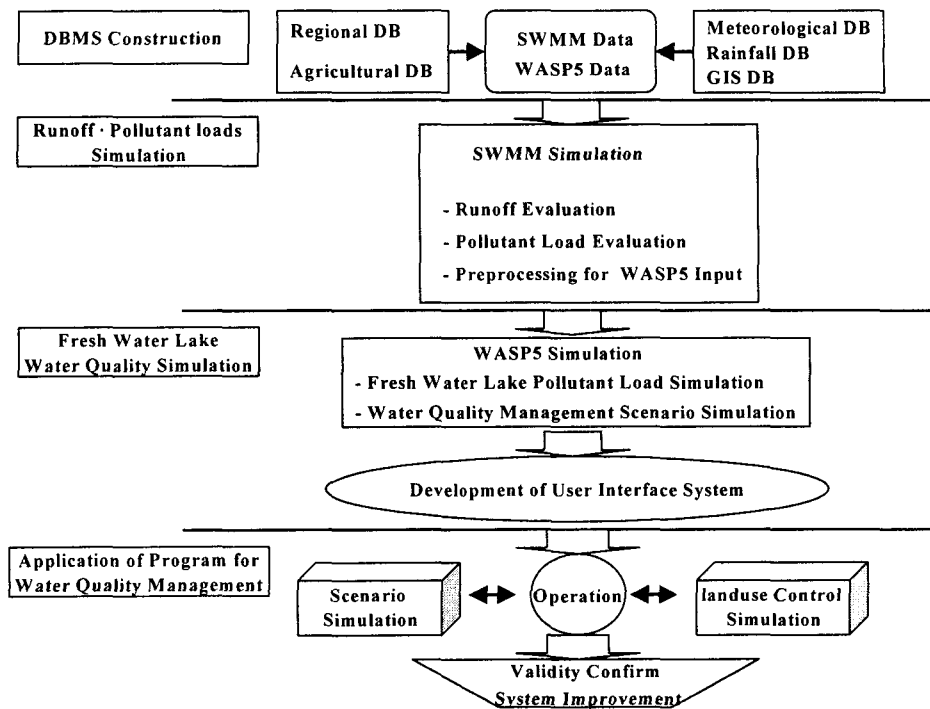 DBMS Construction
Regional DB
Agricultural DB
SWMM Data
WASP5 Data
Meteorological DB
Rainfall DB
GIS DB
Runoff · Pollutant loads
Simulation
SWMM Simulation
- Runoff Evaluation
- Pollutant Load Evaluation
- Preprocessing for WASP5 Input
Fresh Water Lake
Water Quality Simulation
WASP5 Simulation
- Fresh Water Lake Pollutant Load Simulation
- Water Quality Management Scenario Simulation
Development of User Interface System
Application of Program for
Water Quality Management
Scenario
Simulation
Operation
landuse Control
Simulation
Validity Confirm
System Improvement